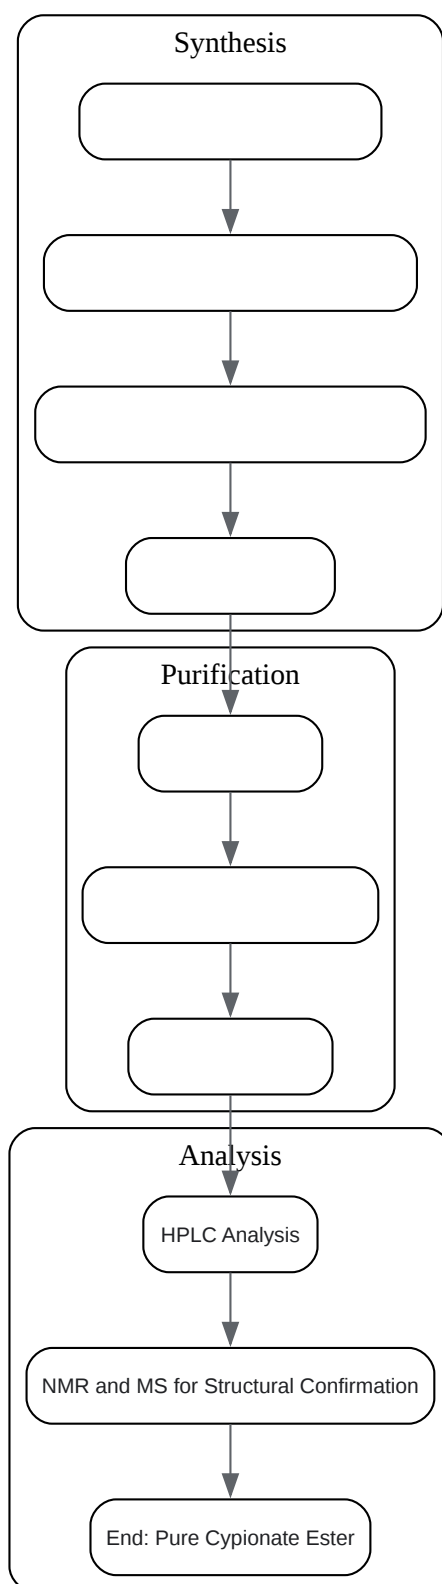 Synthesis
Purification
Analysis
HPLC Analysis
NMR and MS for Structural Confirmation
End: Pure Cypionate Ester